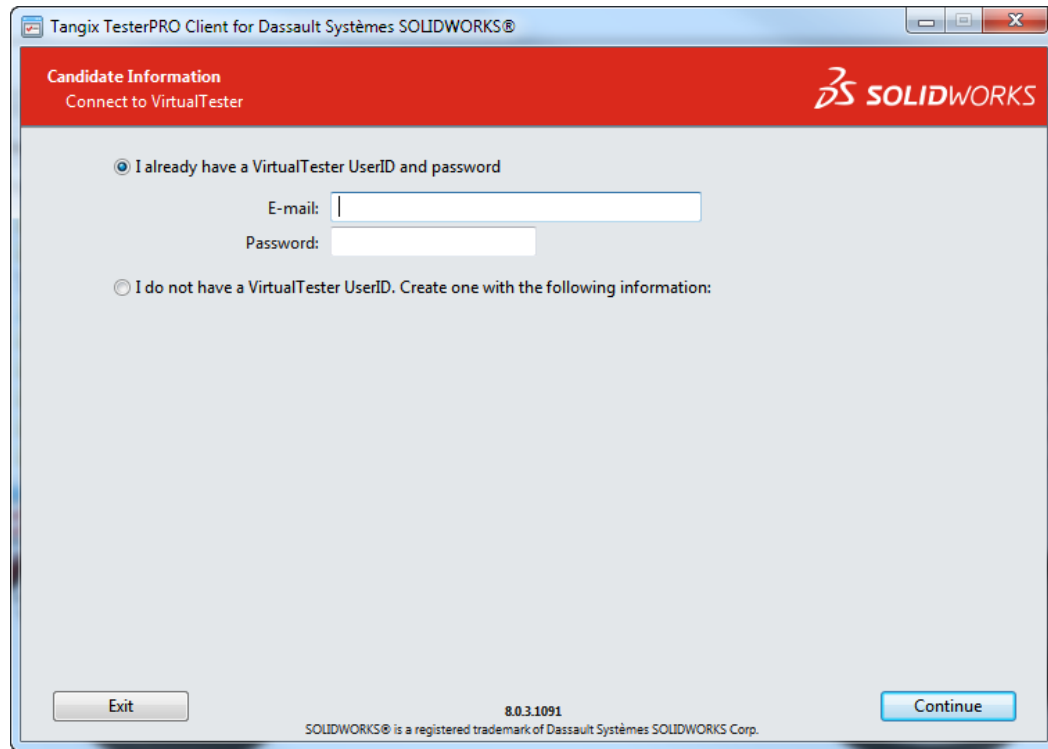 Tangix TesterPRO Client for Dassault Systèmes SOLIDWORKS®
Candidate Information
Connect to VirtualTester
SOLIDWORKS
I already have a VirtualTester UserID and password
E-mail:
Password:
I do not have a VirtualTester UserID. Create one with the following information:
Exit
8.0.3.1091
Continue
SOLIDWORKS® is a registered trademark of Dassault Systèmes SOLIDWORKS Corp.